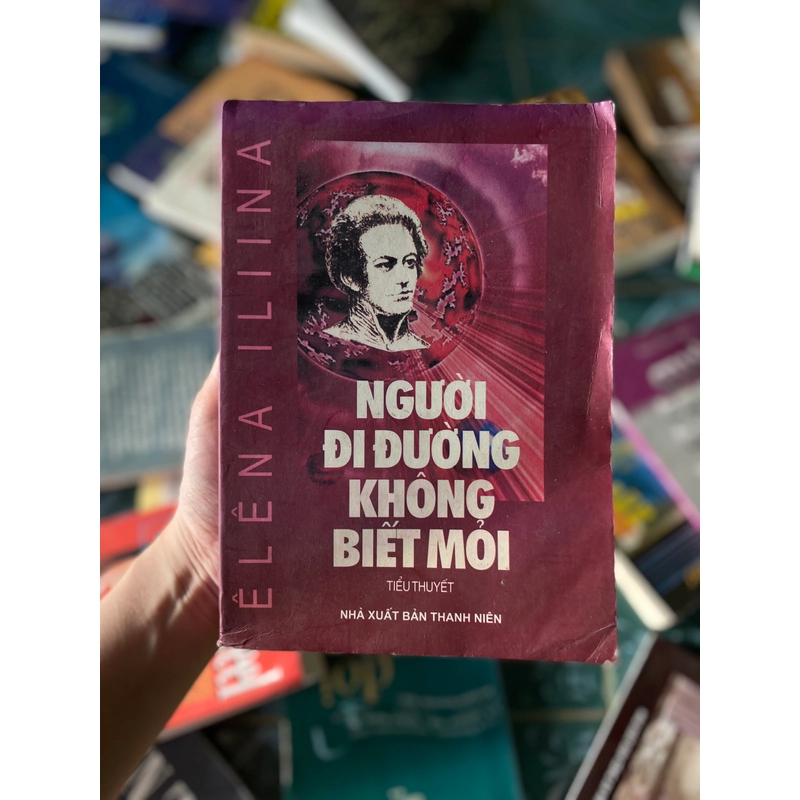 ÊLÊNA ILIINA
NGƯỜI
ĐI ĐƯỜNG
KHÔNG
BIẾT MỎI
TIỂU THUYẾT
NHÀ XUẤT BẢN THANH NIÊN